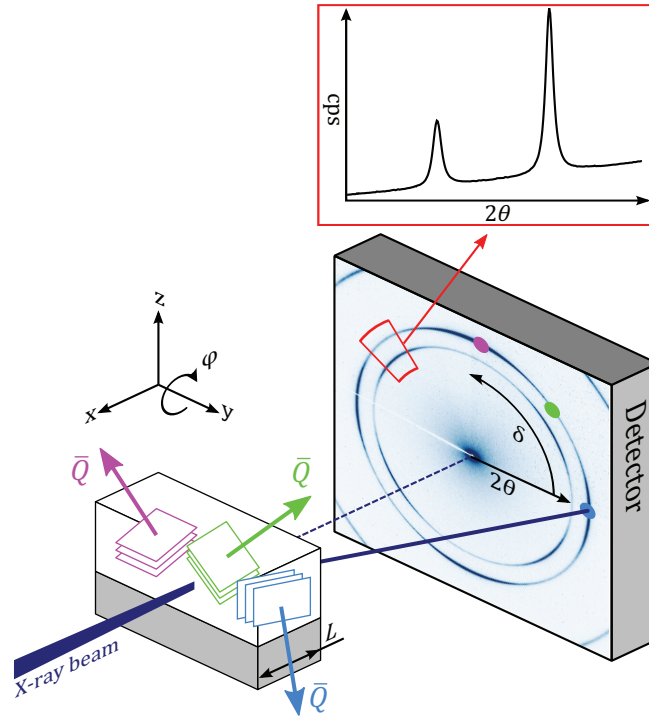 cps
2θ
z
φ
x
y
Q̄
Q̄
δ
2θ
Detector
L
X-ray beam
Q̄